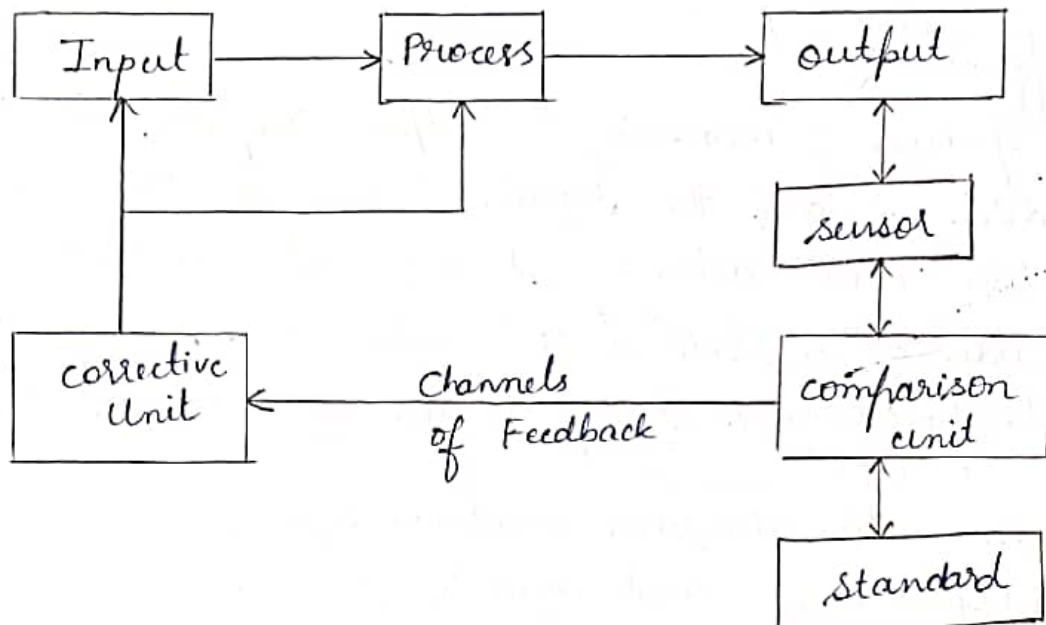 Input
Process
output
sensor
corrective
unit
Channels
of Feedback
comparison
unit
standard